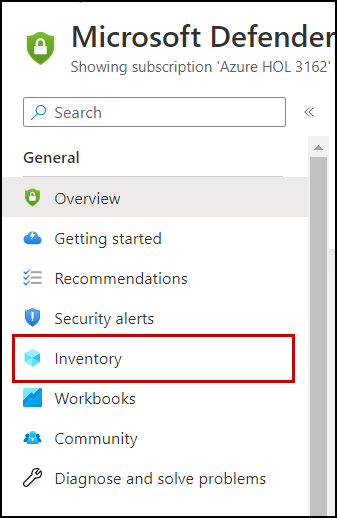 Microsoft Defender
Showing subscription 'Azure HOL 3162'
Search
General
Overview
Getting started
Recommendations
Security alerts
Inventory
Workbooks
Community
Diagnose and solve problems